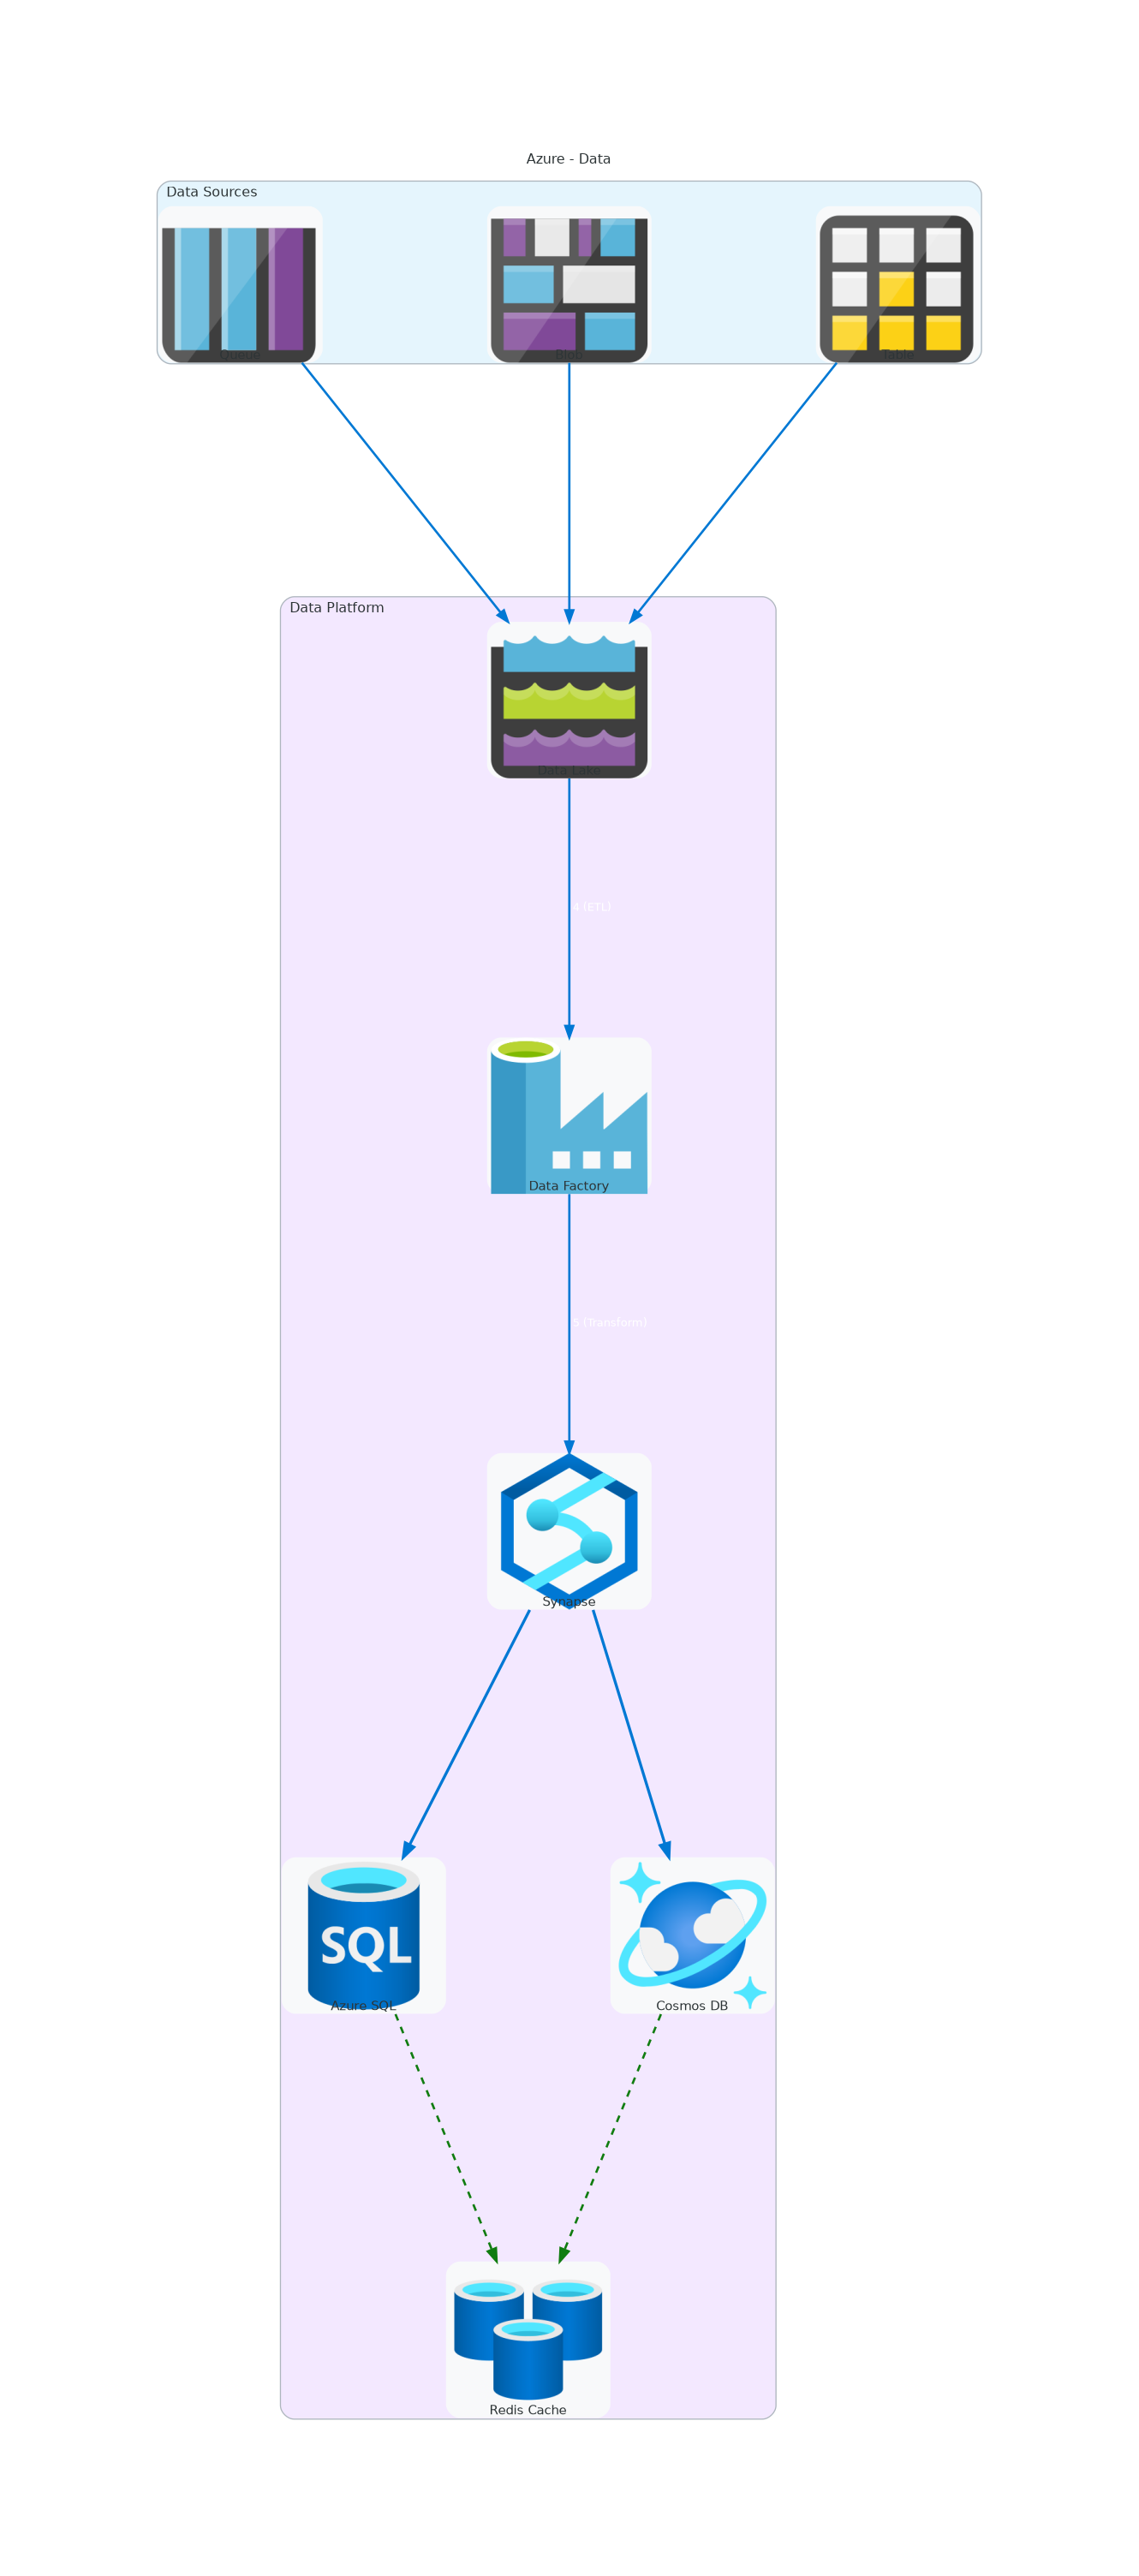 Azure - Data
Data Sources
Queue
Blob
Table
Data Platform
Data Lake
4 (ETL)
Data Factory
5 (Transform)
Synapse
SQL
Azure SQL
Cosmos DB
Redis Cache